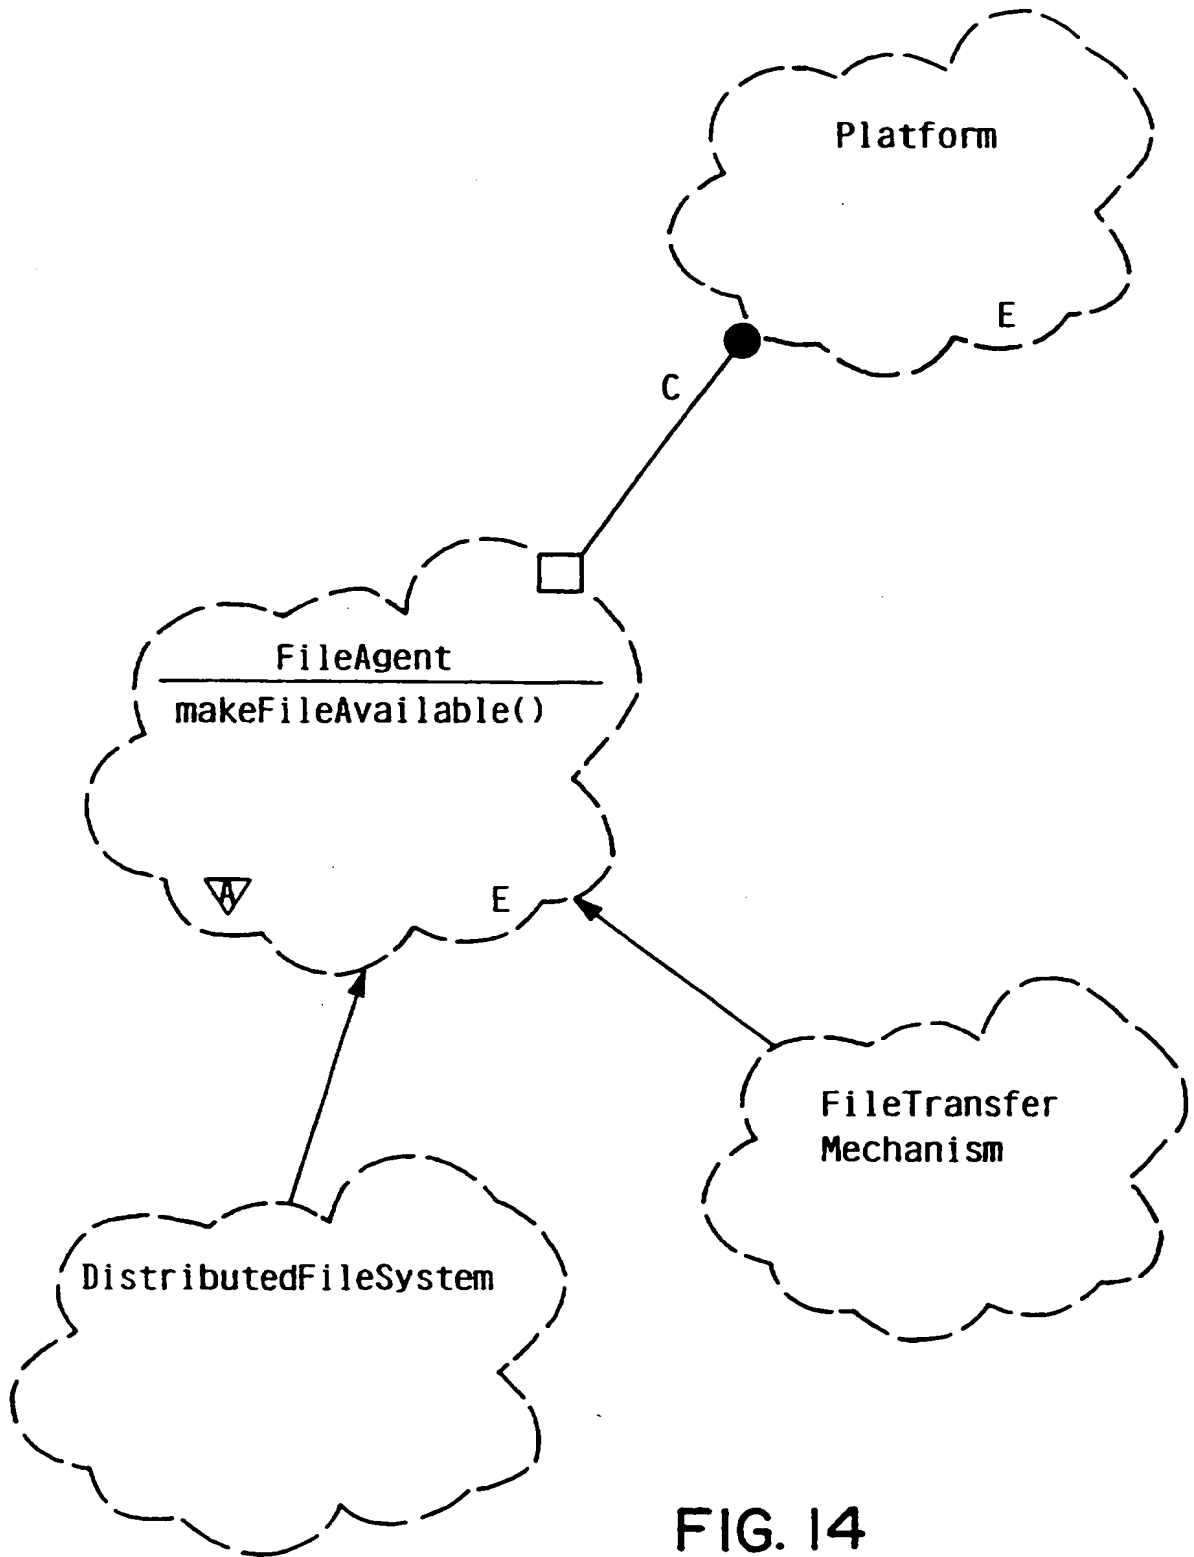 Platform
E
C
FileAgent
makeFileAvailable()
A
E
FileTransfer
Mechanism
DistributedFileSystem
FIG. 14